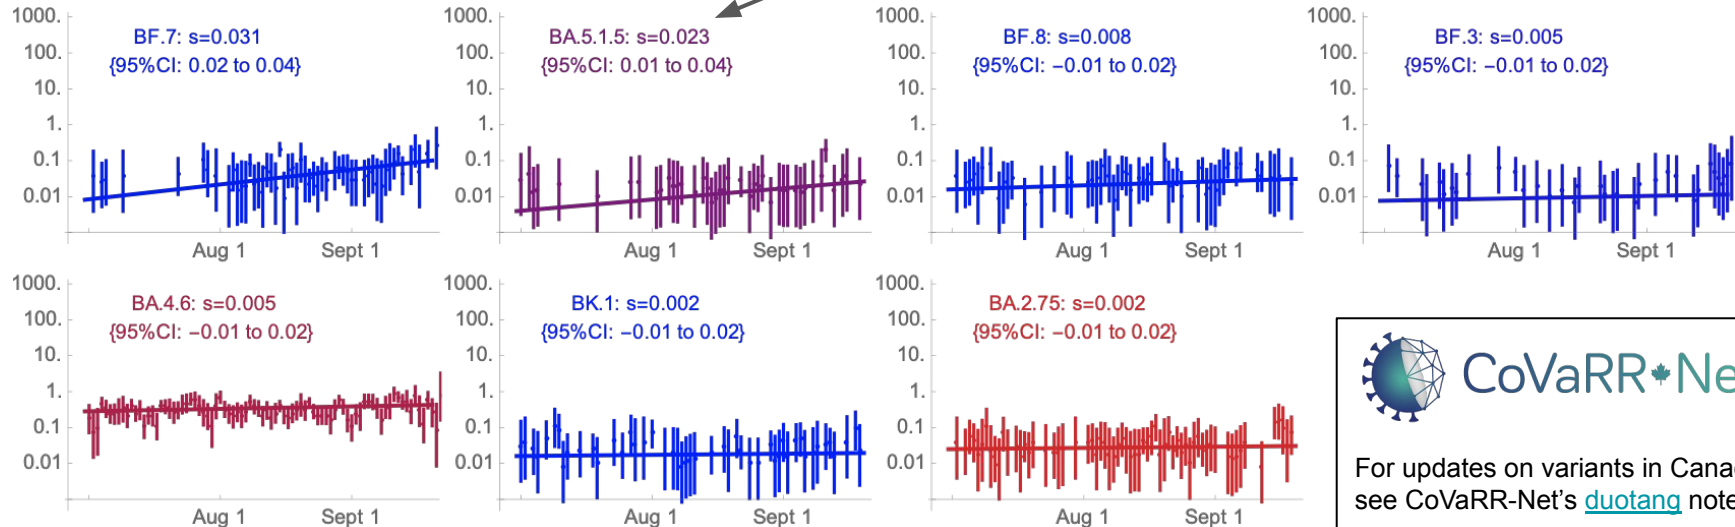 BF.7: s=0.031
{95%CI: 0.02 to 0.04}
1000.
100.
10.
1.
0.1
0.01
Aug 1
Sept 1
BA.5.1.5: s=0.023
{95%CI: 0.01 to 0.04}
1000.
100.
10.
1.
0.1
0.01
Aug 1
Sept 1
BF.8: s=0.008
{95%CI: −0.01 to 0.02}
1000.
100.
10.
1.
0.1
0.01
Aug 1
Sept 1
BF.3: s=0.005
{95%CI: −0.01 to 0.02}
1000.
100.
10.
1.
0.1
0.01
Aug 1
Sept 1
BA.4.6: s=0.005
{95%CI: −0.01 to 0.02}
1000.
100.
10.
1.
0.1
0.01
Aug 1
Sept 1
BK.1: s=0.002
{95%CI: −0.01 to 0.02}
1000.
100.
10.
1.
0.1
0.01
Aug 1
Sept 1
BA.2.75: s=0.002
{95%CI: −0.01 to 0.02}
1000.
100.
10.
1.
0.1
0.01
Aug 1
Sept 1
CoVaRR Ne
For updates on variants in Cana
see CoVaRR-Net's duotang note